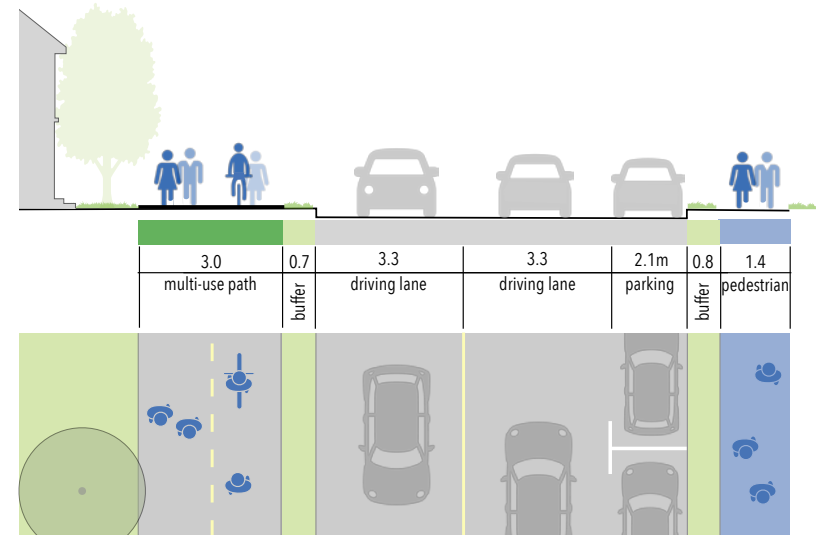 3.0
multi-use path
0.7
buffer
3.3
driving lane
3.3
driving lane
2.1m
parking
0.8
buffer
1.4
pedestrian